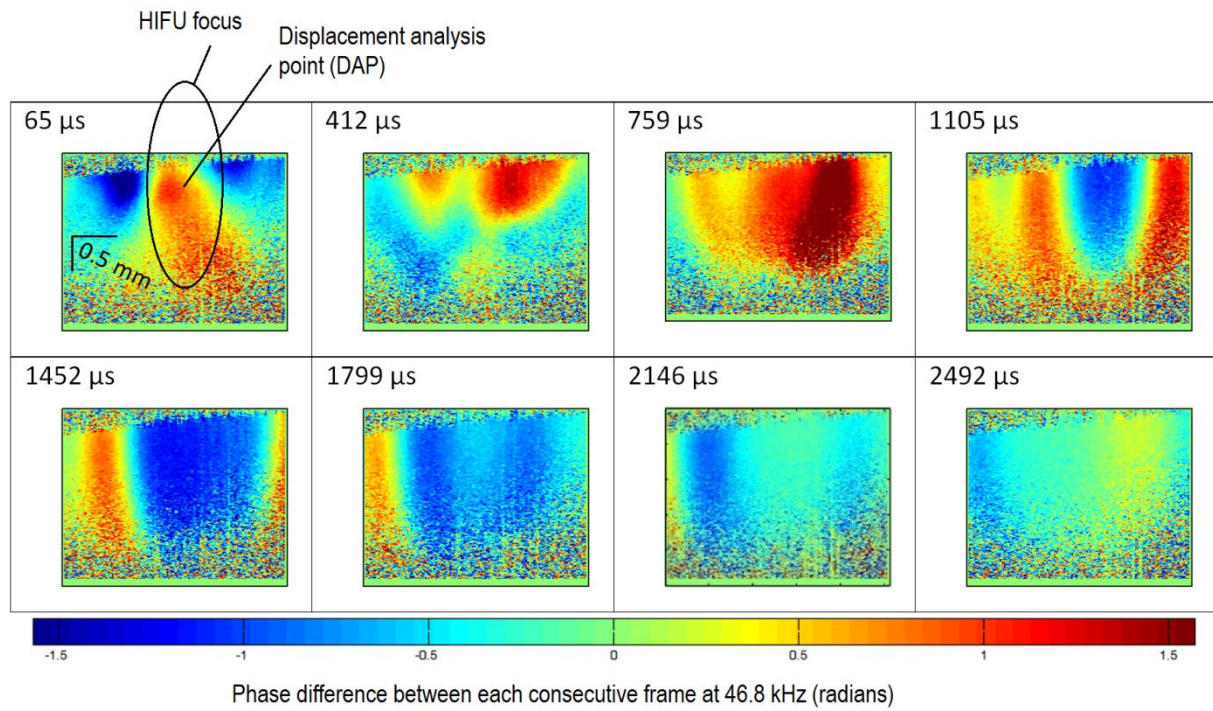 HIFU focus
Displacement analysis
point (DAP)
65 µs
412 µs
759 µs
1105 µs
0.5 mm
1452 µs
1799 µs
2146 µs
2492 µs
-1.5
-1
-0.5
0
0.5
1
1.5
Phase difference between each consecutive frame at 46.8 kHz (radians)